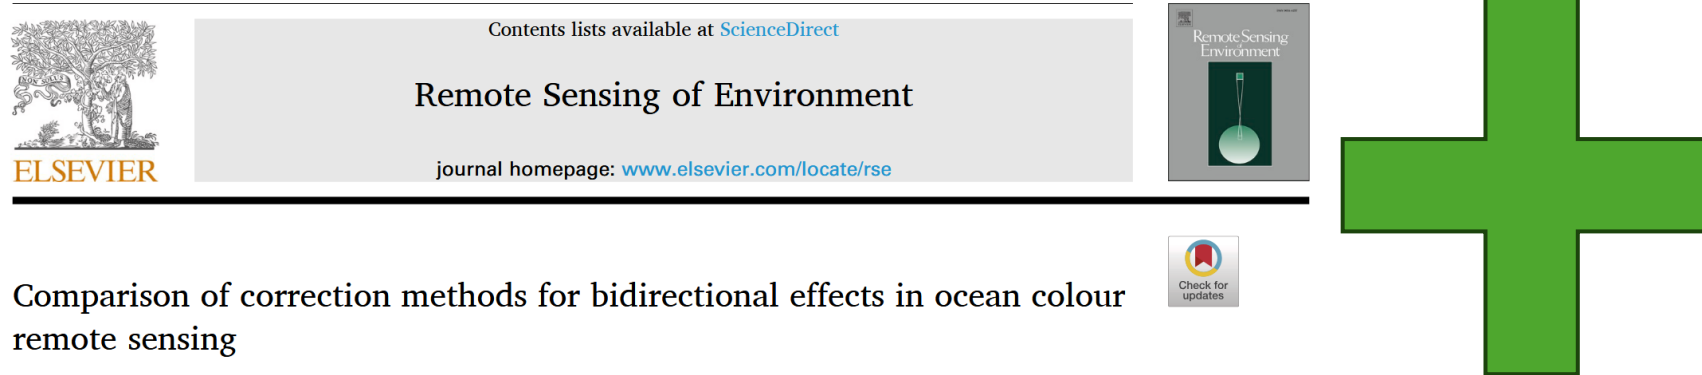 Contents lists available at ScienceDirect
Remote Sensing of Environment
journal homepage: www.elsevier.com/locate/rse
ELSEVIER
Remote Sensing
of
Environment
Check for
updates
Comparison of correction methods for bidirectional effects in ocean colour
remote sensing